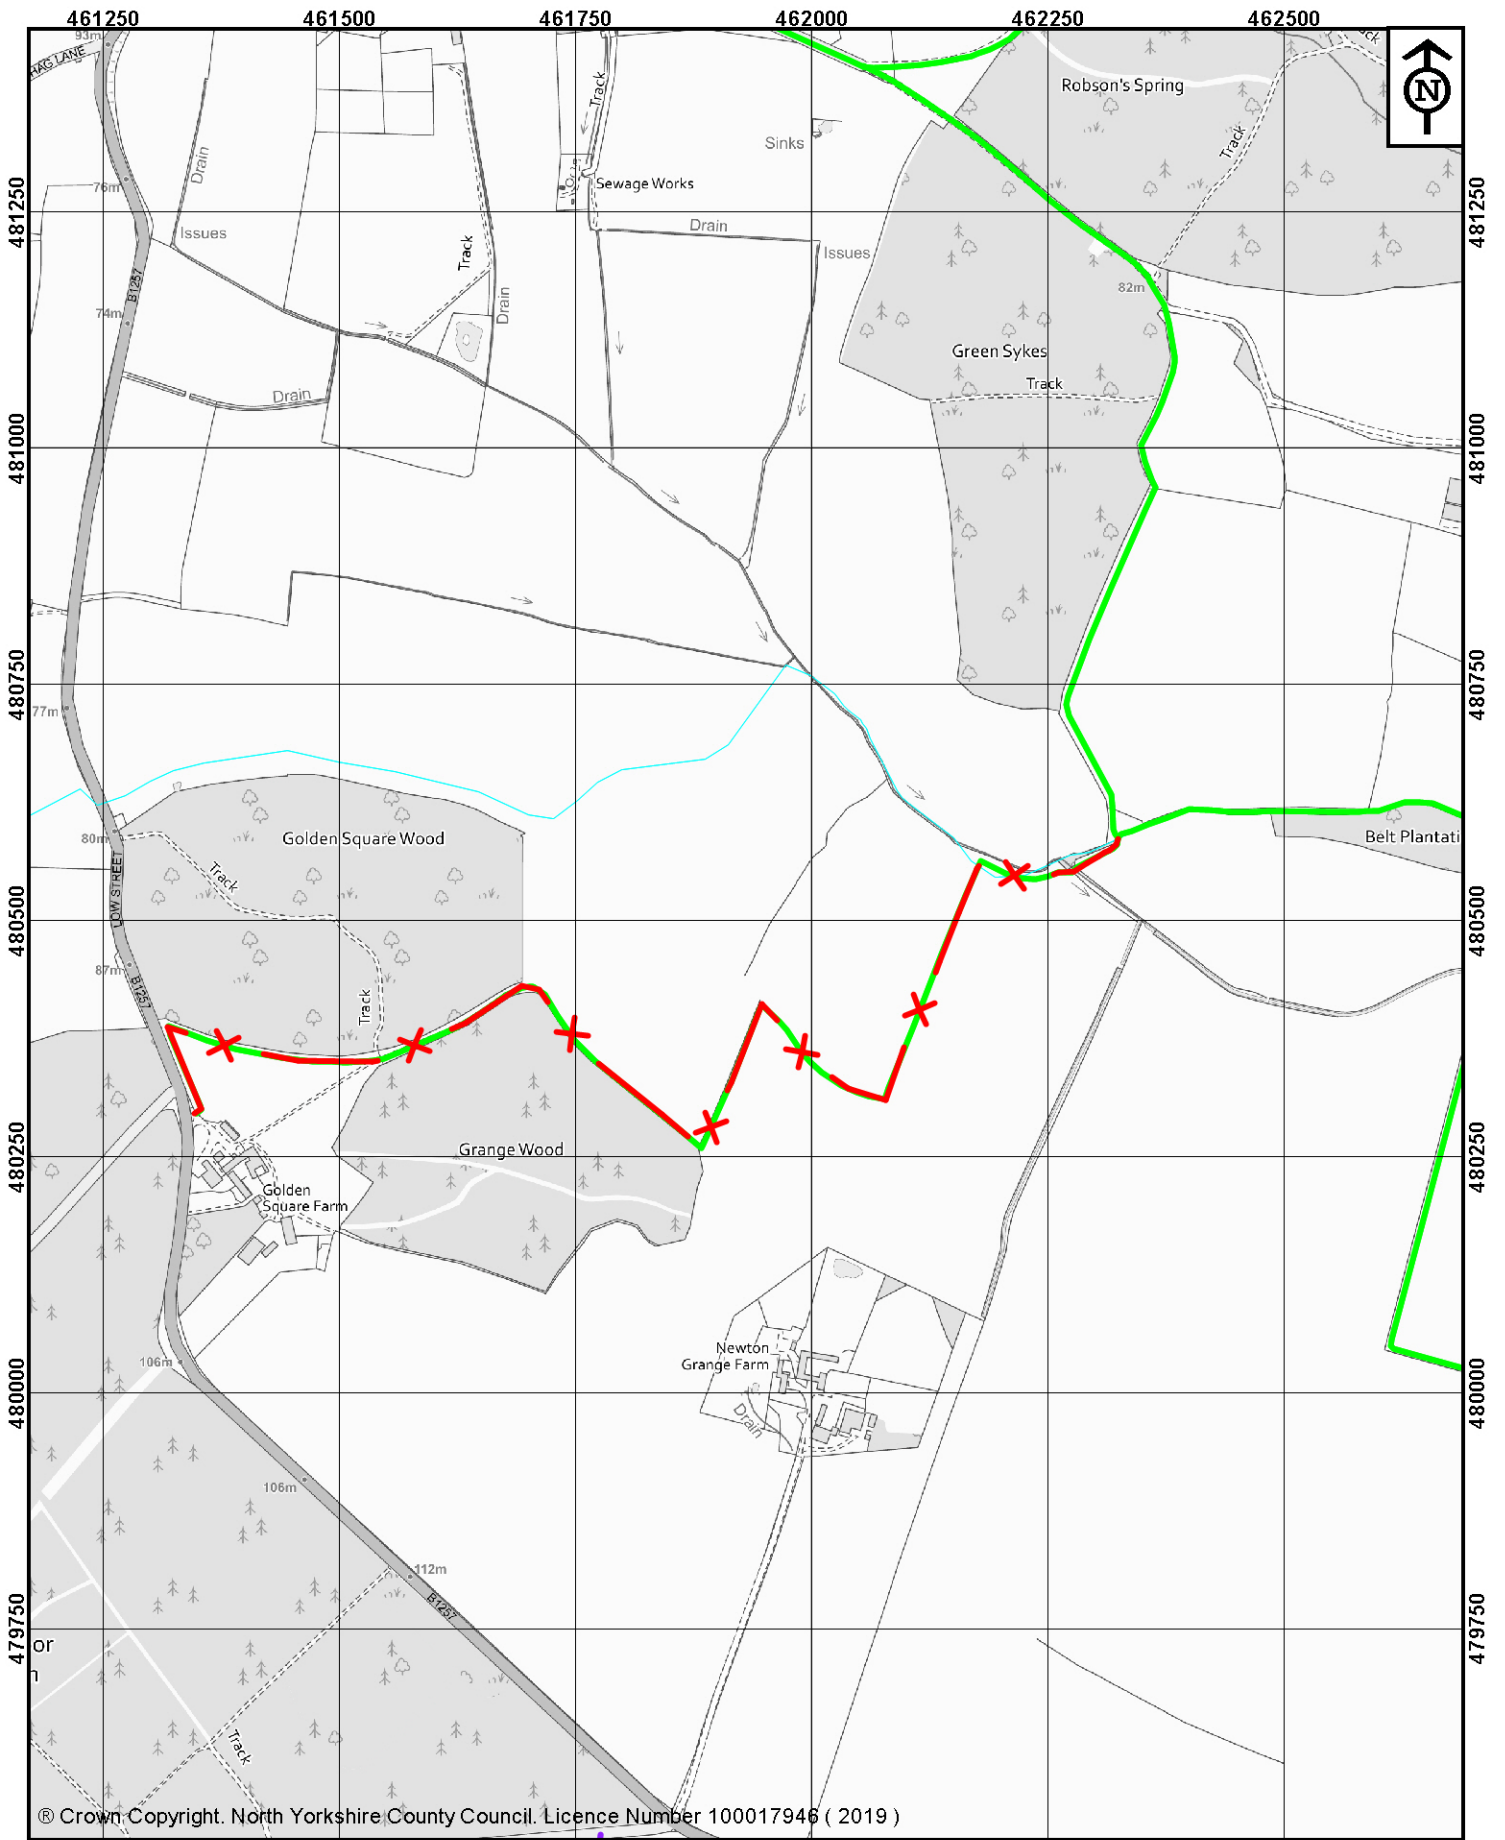 461250 461500 461750 462000 462250 462500
93m
HAG LANE
Track
N
Robson's Spring
Sinks
Track
Drain
76m
Sewage Works
481250
481250
Issues
Drain
Track
Issues
B1257
Drain
82m
74m
Green Sykes
Track
Drain
481000
481000
480750
480750
77m
80m
Golden Square Wood
Belt Plantati
Track
LOW STREET
480500
480500
87m
B1257
Track
Grange Wood
480250
480250
Golden
Square Farm
Newton
Grange Farm
106m
480000
480000
Drain
106m
112m
B1257
479750
479750
or
Track
® Crown Copyright. North Yorkshire County Council. Licence Number 100017946 ( 2019 )